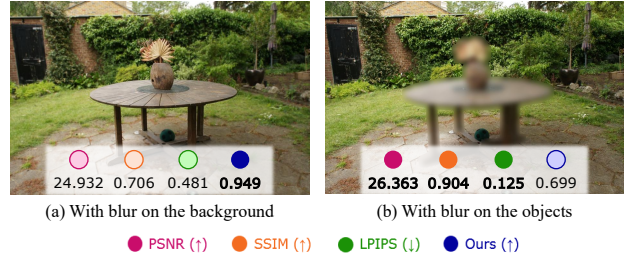 24.932 0.706 0.481 0.949
26.363 0.904 0.125 0.699
(a) With blur on the background
(b) With blur on the objects
PSNR (↑) SSIM (↑) LPIPS (↓) Ours (↑)